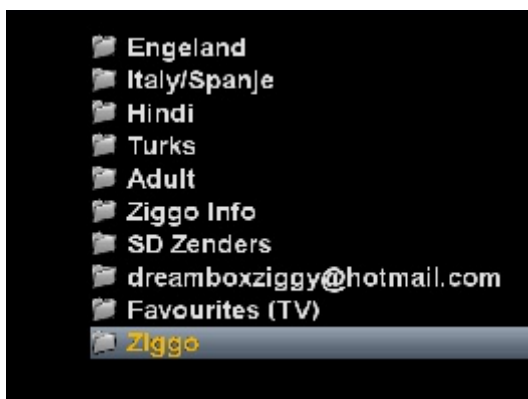 Engeland
Italy/Spanje
Hindi
Turks
Adult
Ziggo Info
SD Zenders
dreamboxziggy@hotmail.com
Favourites (TV)
Ziggo